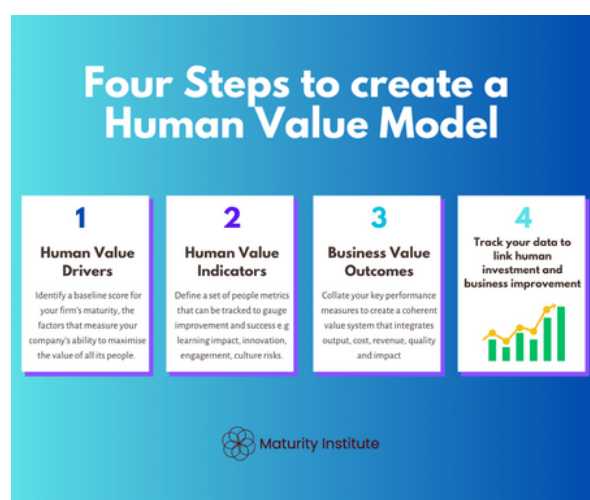 Four Steps to create a
Human Value Model
1
Human Value
Drivers
Identify a baseline score for
your firm's maturity, the
factors that measure your
company's ability to maximise
the value of all its people.
2
Human Value
Indicators
Define a set of people metrics
that can be tracked to gauge
improvement and success e.g
learning impact, innovation,
engagement, culture risks.
3
Business Value
Outcomes
Collate your key performance
measures to create a coherent
value system that integrates
output, cost, revenue, quality
and impact
4
Track your data to
link human
investment and
business improvement
Maturity Institute